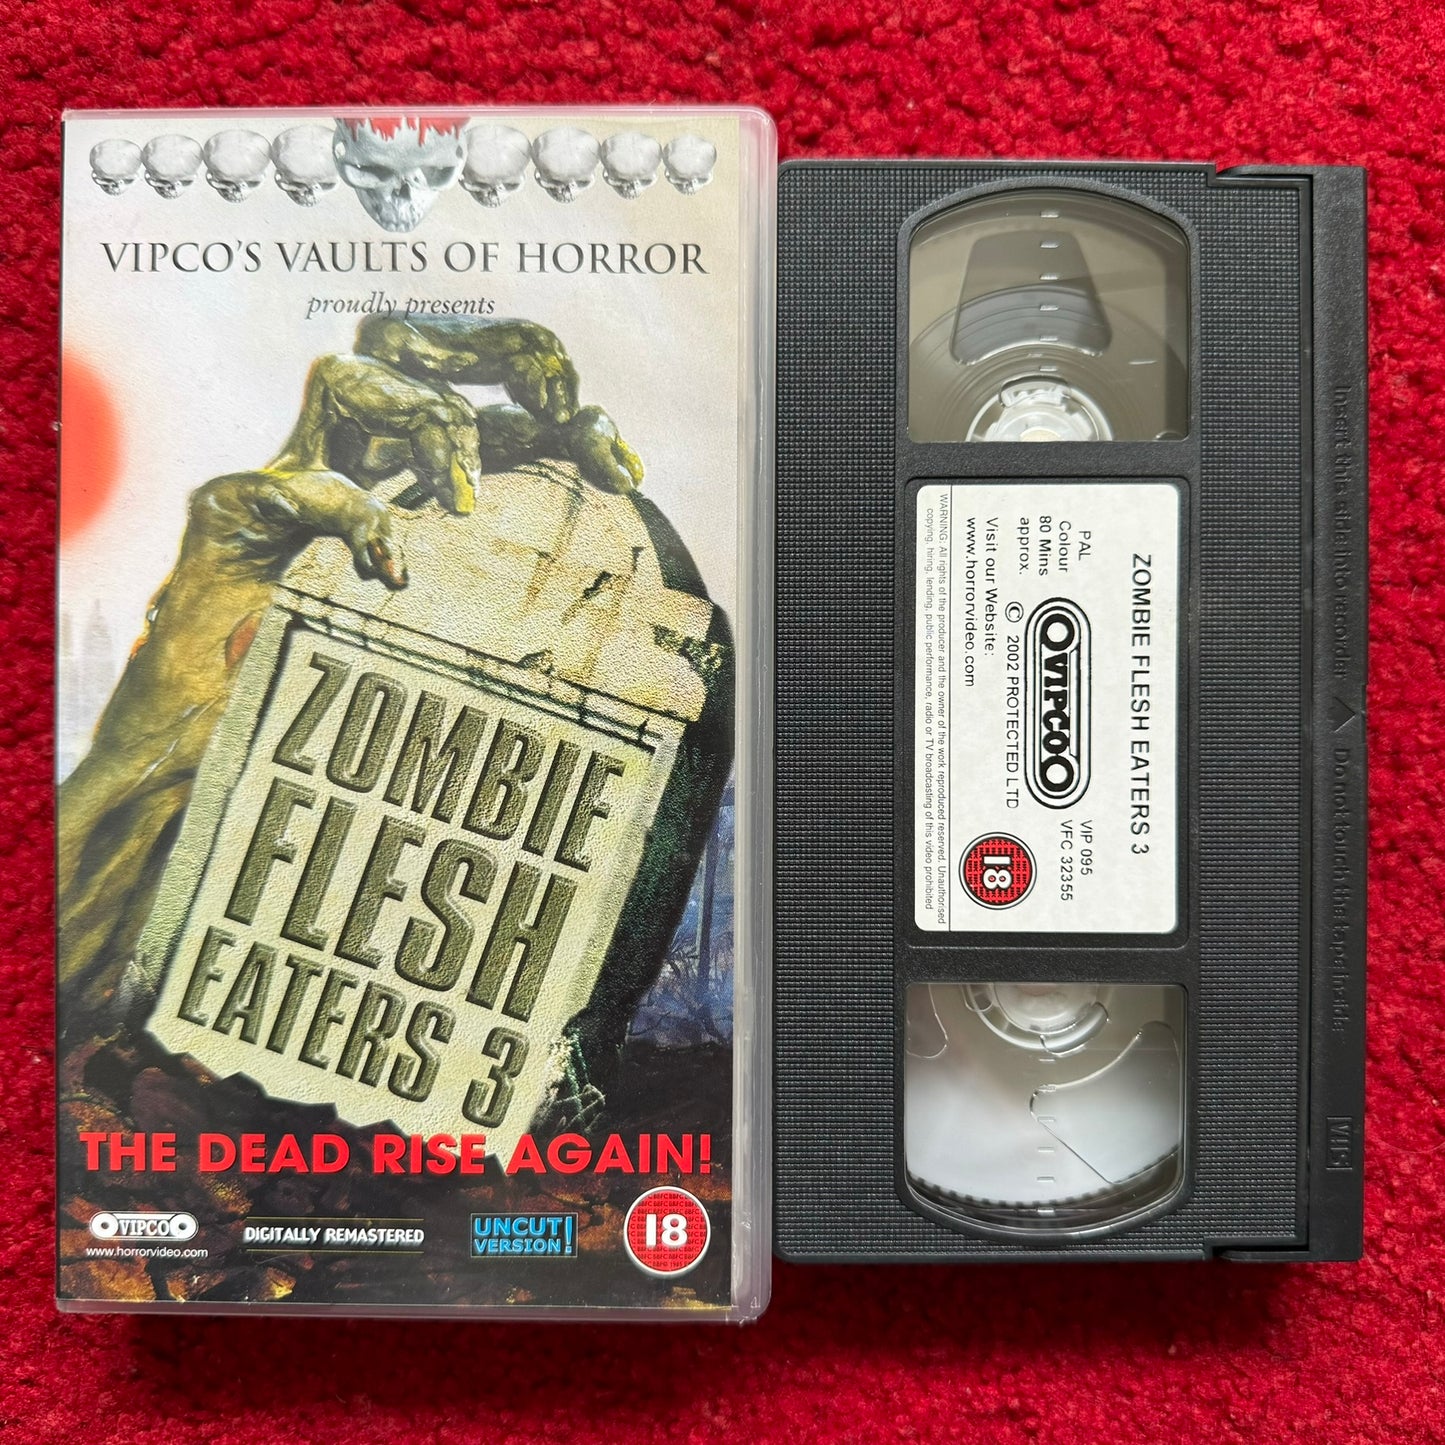 VIPCO'S VAULTS OF HORROR
proudly presents
ZOMBIE
FLESH
EATERS 3
THE DEAD RISE AGAIN!
VIPCO
www.horrorvideo.com
DIGITALLY REMASTERED
UNCUT
VERSION!
18
ZOMBIE FLESH EATERS 3
PAL
Colour
80 Mins
approx.
VIPCO
VIP 095
VFC 32355
© 2002 PROTECTED LTD
Visit our Website:
www.horrorvideo.com
18
WARNING: All rights of the producer and the owner of the work reproduced reserved. Unauthorised
copying, hiring, lending, public performance, radio or TV broadcasting of this video prohibited
Insert this side into recorder △ Do not touch the tape inside
VHS